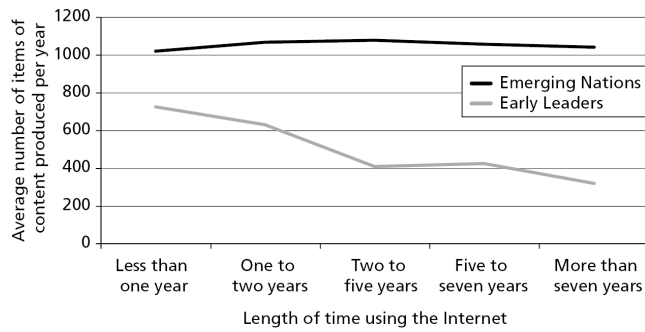 Average number of items of
content produced per year
1200
1000
800
600
400
200
0
Emerging Nations
Early Leaders
Less than
one year
One to
two years
Two to
five years
Five to
seven years
More than
seven years
Length of time using the Internet